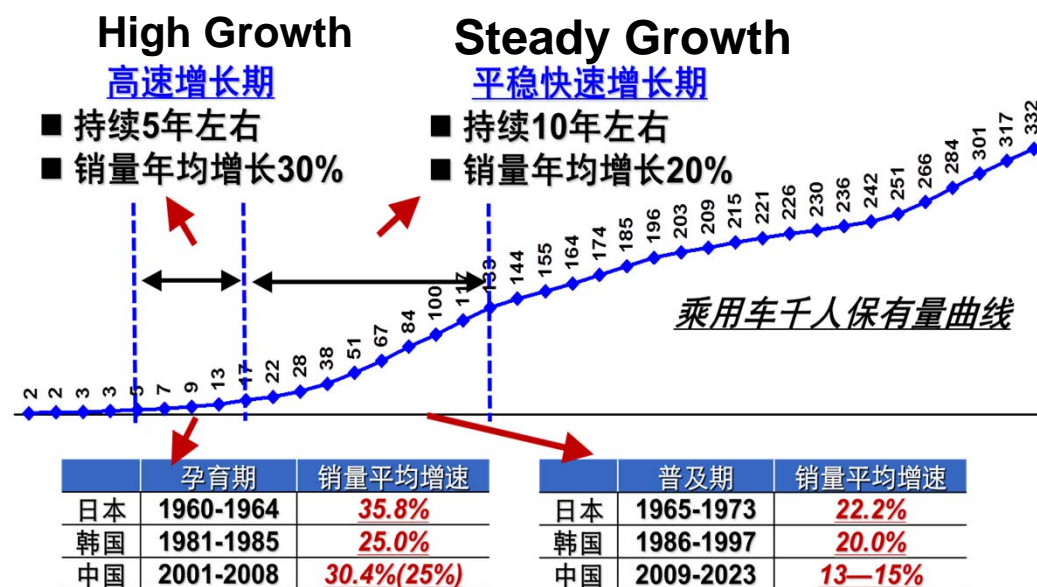 High Growth
Steady Growth
高速增长期
平稳快速增长期
■ 持续5年左右
■ 销量年均增长30%
■ 持续10年左右
■ 销量年均增长20%
2 2 3 3 5 7 9 13 17 22 28 38 51 67 84 100 117 133 144 155 164 174 185 196 203 209 215 221 226 230 236 242 251 266 284 301 317 332
乘用车千人保有量曲线
孕育期 销量平均增速
日本 1960-1964 35.8%
韩国 1981-1985 25.0%
中国 2001-2008 30.4%(25%)
普及期 销量平均增速
日本 1965-1973 22.2%
韩国 1986-1997 20.0%
中国 2009-2023 13—15%